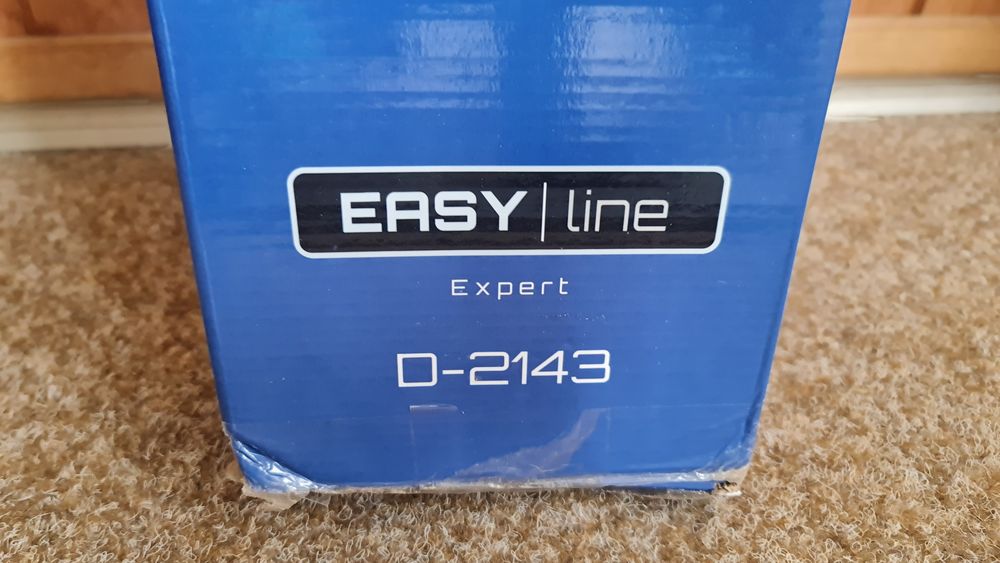 EASY | line
Expert
D-2143